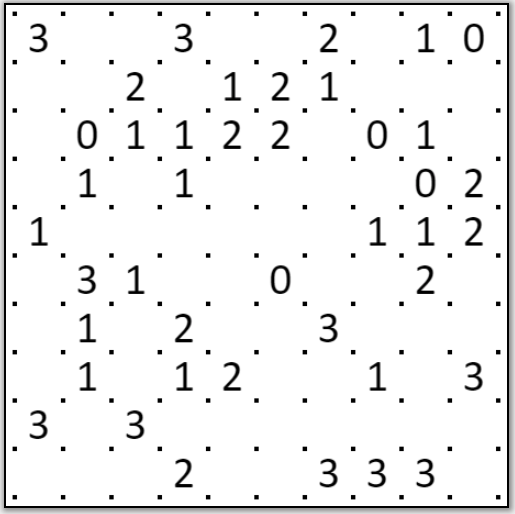 3 3 2 1 0
2 1 2 1
0 1 1 2 2 0 1
1 1 0 2
1 1 1 2
3 1 0 2
1 2 3
1 1 2 1 3
3 3
2 3 3 3